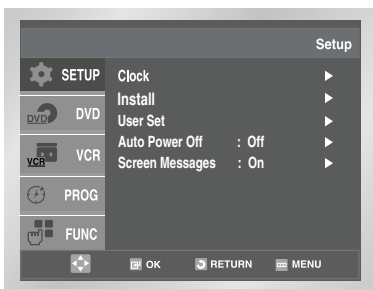 Setup
SETUP
Clock ►
Install ►
DVD DVD
User Set ►
Auto Power Off : Off ►
VCR VCR
Screen Messages : On ►
PROG
FUNC
OK RETURN MENU